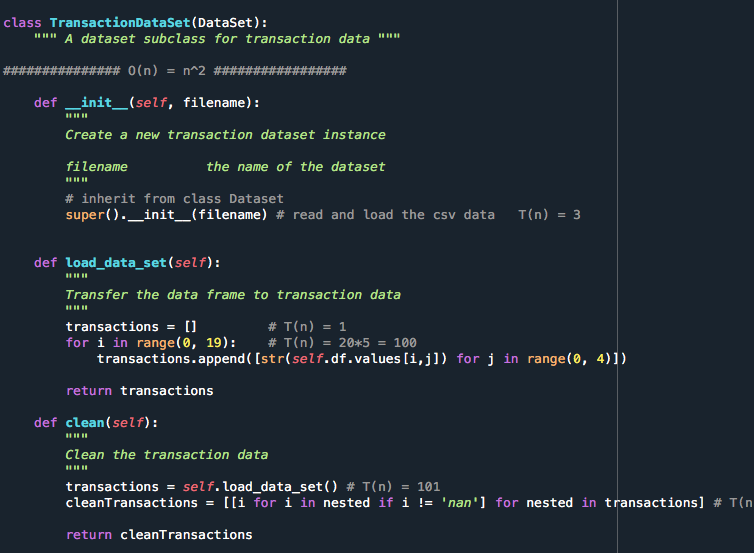 class TransactionDataSet(DataSet):
    """ A dataset subclass for transaction data """
############### O(n) = n^2 #################
    def __init__(self, filename):
        """
        Create a new transaction dataset instance
        filename          the name of the dataset
        """
        # inherit from class Dataset
        super().__init__(filename) # read and load the csv data   T(n) = 3
    def load_data_set(self):
        """
        Transfer the data frame to transaction data
        """
        transactions = []         # T(n) = 1
        for i in range(0, 19):    # T(n) = 20*5 = 100
            transactions.append([str(self.df.values[i,j]) for j in range(0, 4)])
        return transactions
    def clean(self):
        """
        Clean the transaction data
        """
        transactions = self.load_data_set() # T(n) = 101
        cleanTransactions = [[i for i in nested if i != 'nan'] for nested in transactions] # T(n
        return cleanTransactions